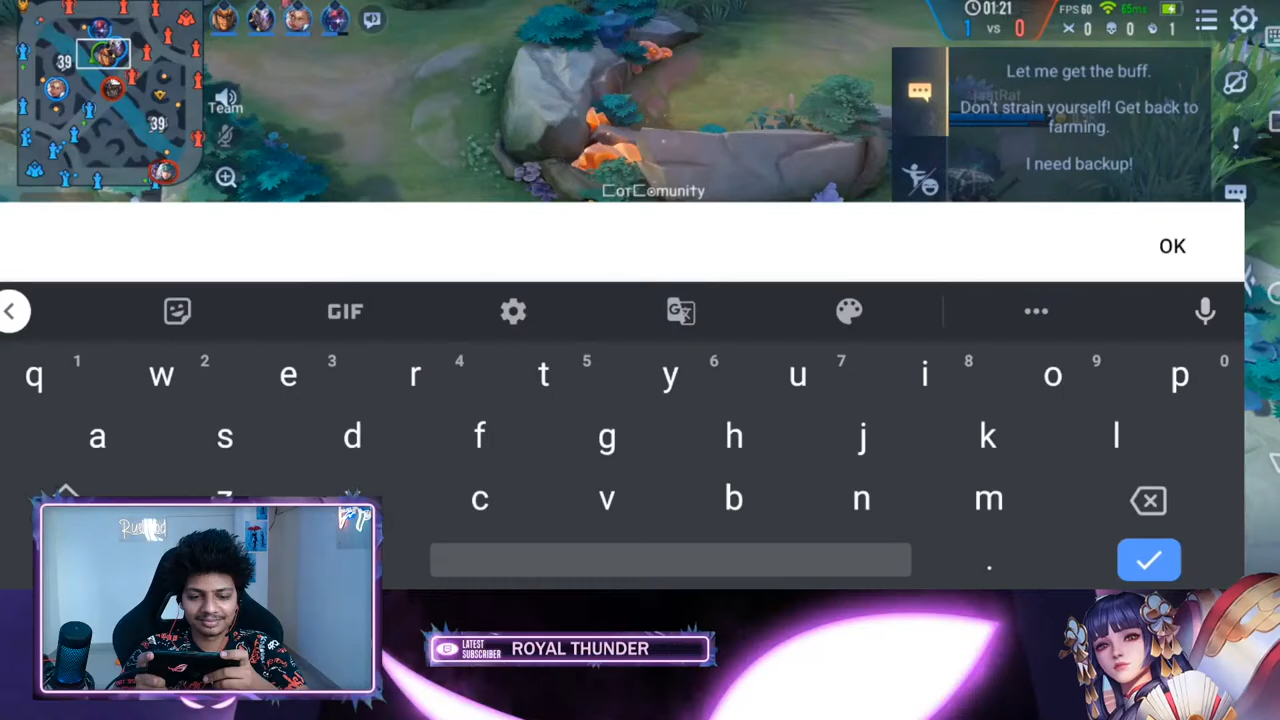 39
39
Team
01:21
1 vs 0
FPS 60
65ms
0
0
1
Let me get the buff.
Don't strain yourself! Get back to
farming.
I need backup!
CorComunity
OK
GIF
q 1 w 2 e 3 r 4 t 5 y 6 u 7 i 8 o 9 p 0
a s d f g h j k l
z c v b n m
.
LATEST
SUBSCRIBER
ROYAL THUNDER